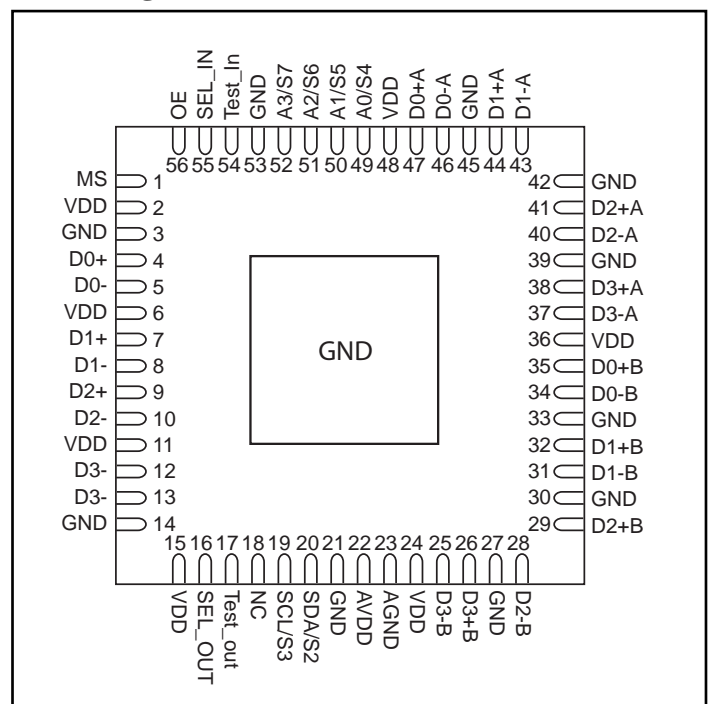 OE
SEL_IN
Test_In
GND
A3/S7
A2/S6
A1/S5
A0/S4
VDD
D0+A
D0-A
GND
D1+A
D1-A
56 55 54 53 52 51 50 49 48 47 46 45 44 43
MS 1
VDD 2
GND 3
D0+ 4
D0- 5
VDD 6
D1+ 7
D1- 8
D2+ 9
D2- 10
VDD 11
D3- 12
D3- 13
GND 14
GND
42 GND
41 D2+A
40 D2-A
39 GND
38 D3+A
37 D3-A
36 VDD
35 D0+B
34 D0-B
33 GND
32 D1+B
31 D1-B
30 GND
29 D2+B
15 16 17 18 19 20 21 22 23 24 25 26 27 28
VDD
SEL_OUT
Test_out
NC
SCL/S3
SDA/S2
GND
AVDD
AGND
VDD
D3-B
D3+B
GND
D2-B